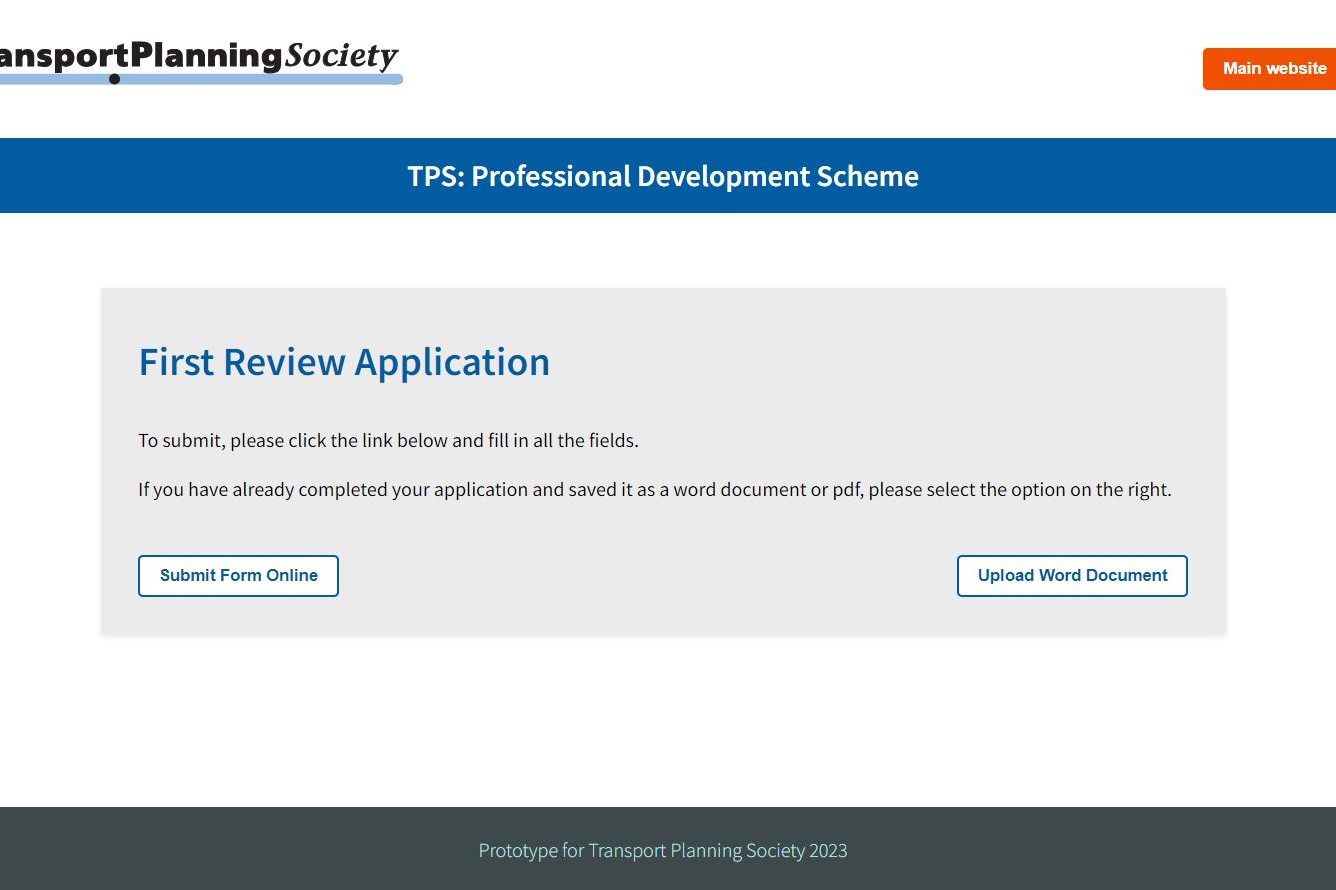 ansportPlanningSociety
Main website
TPS: Professional Development Scheme
First Review Application
To submit, please click the link below and fill in all the fields.
If you have already completed your application and saved it as a word document or pdf, please select the option on the right.
Submit Form Online
Upload Word Document
Prototype for Transport Planning Society 2023